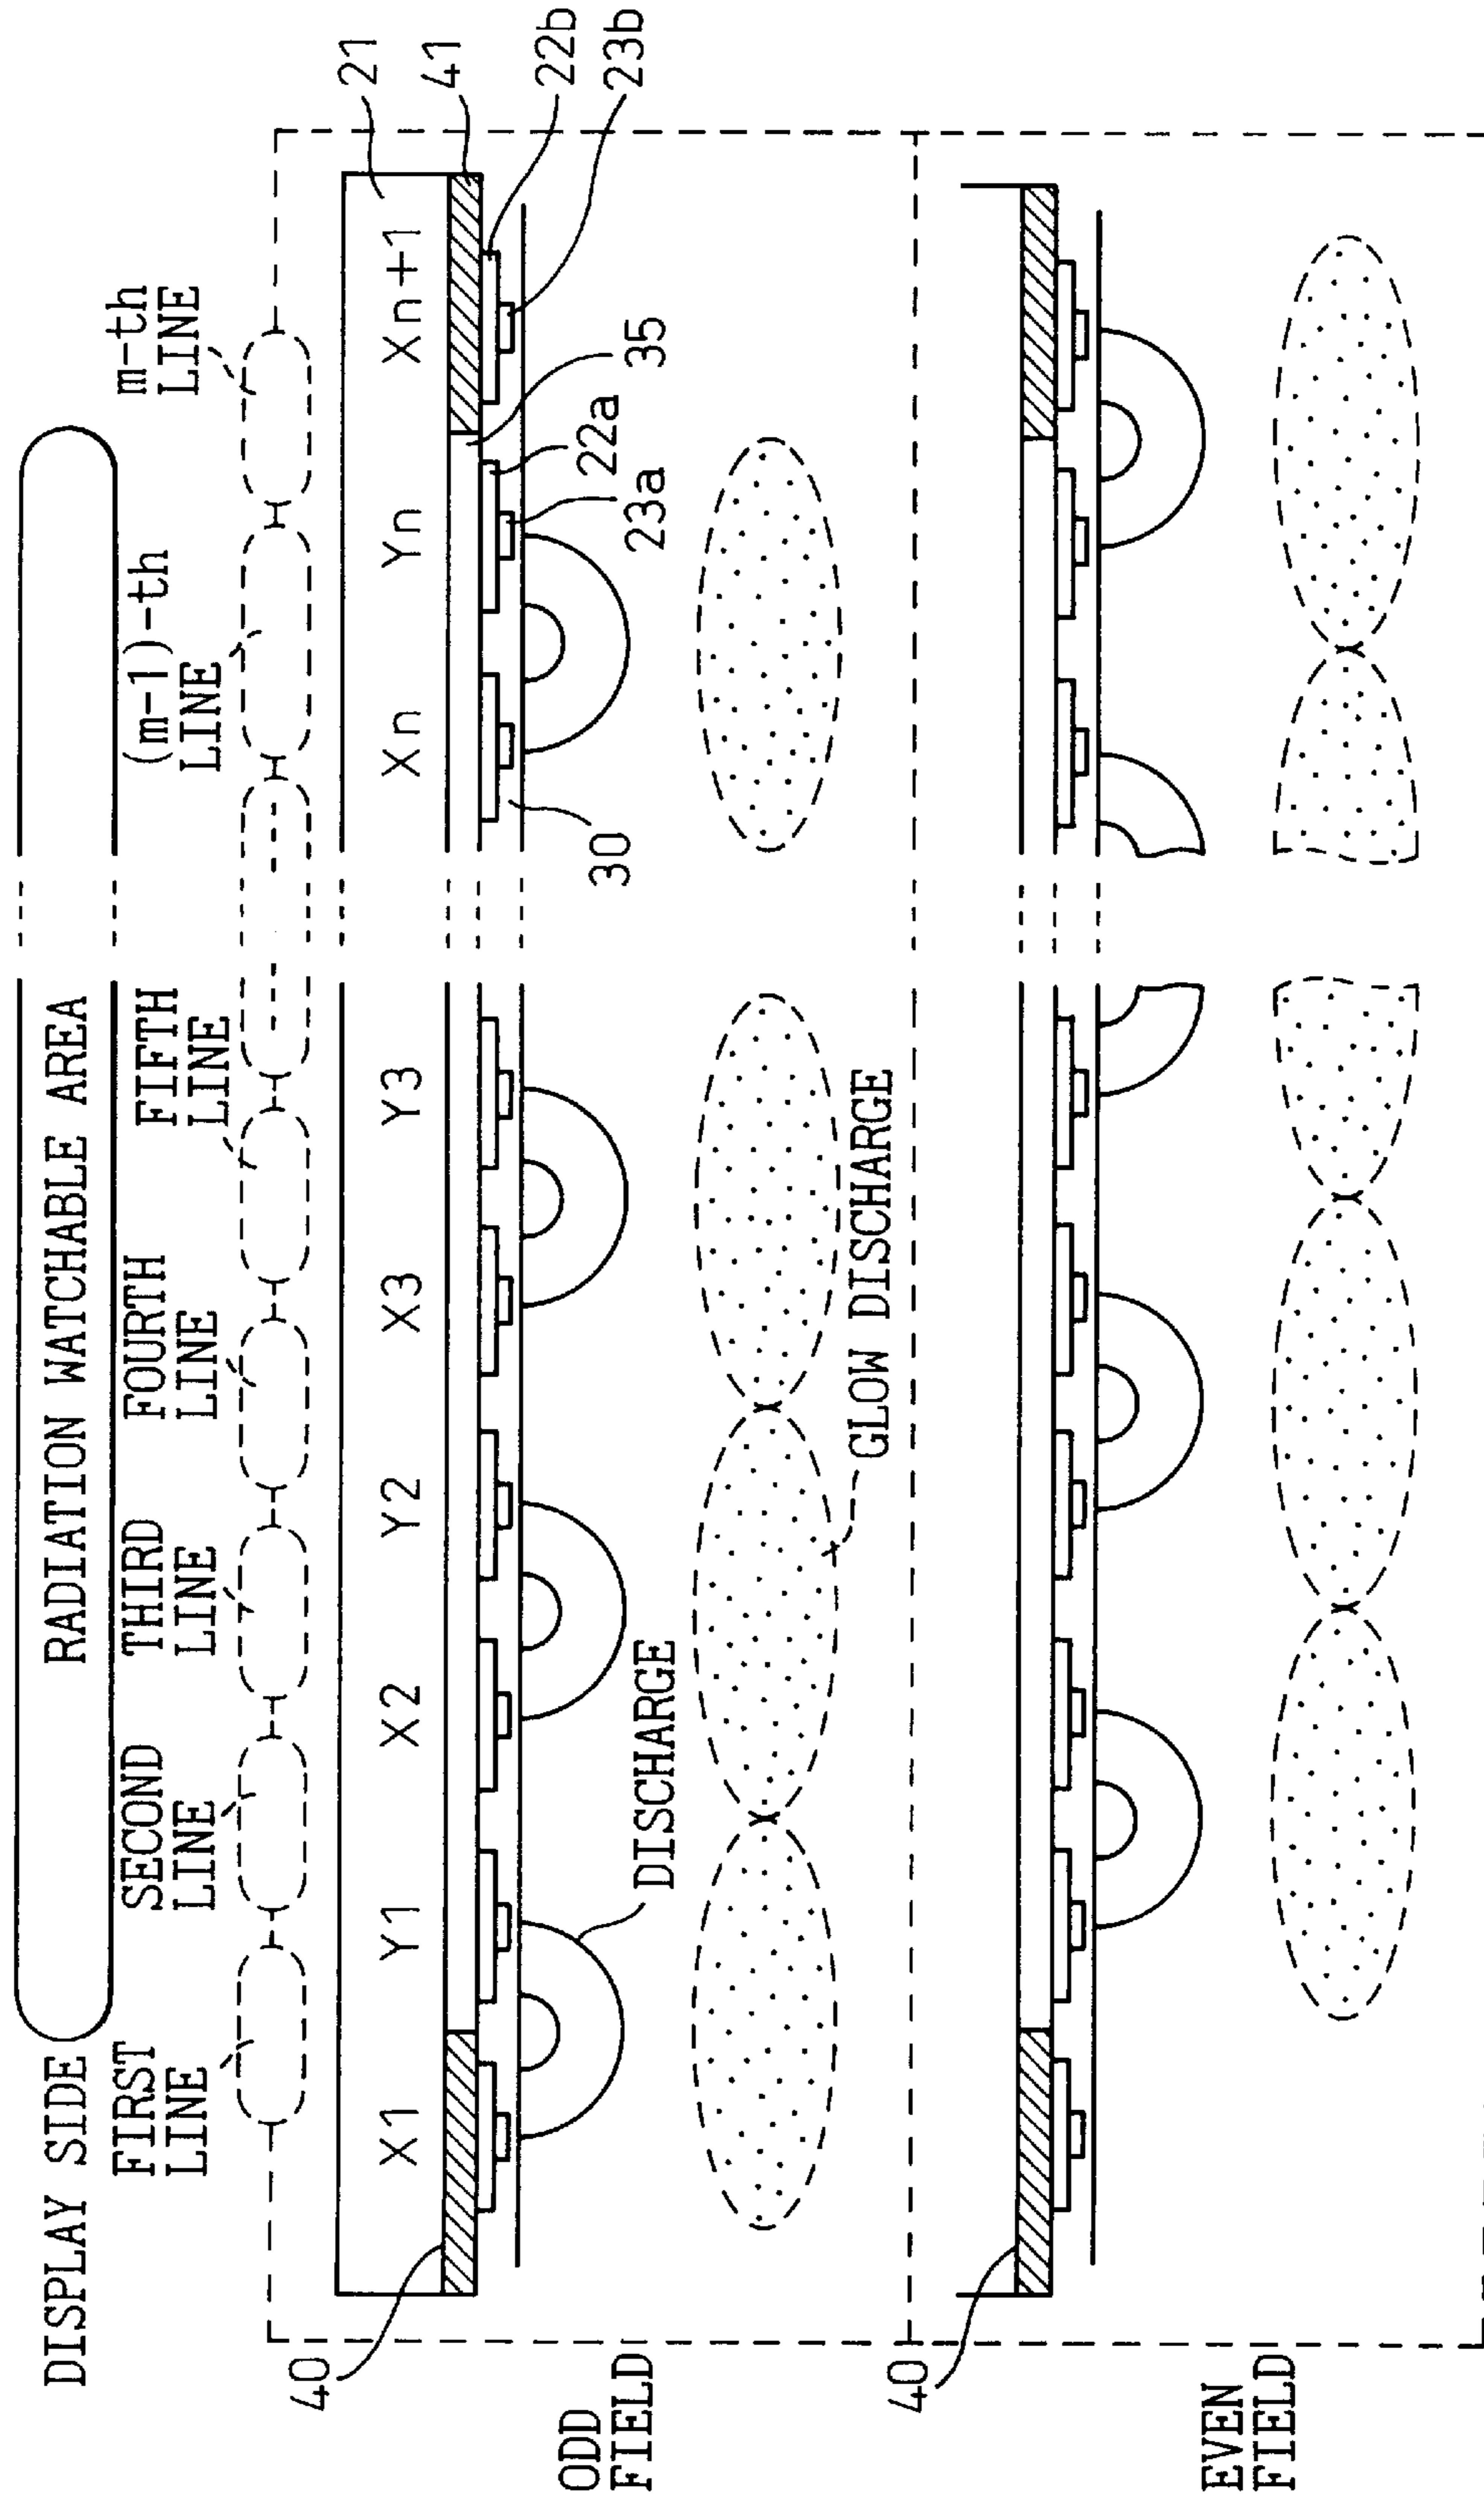 DISPLAY SIDE
RADIATION WATCHABLE AREA
FIRST
LINE
SECOND
LINE
THIRD
LINE
FOURTH
LINE
FIFTH
LINE
(m-1)-th
LINE
m-th
LINE
40
X1
Y1
X2
Y2
X3
Y3
Xn
Yn
Xn+1
21
41
22b
23b
35
22a
23a
30
ODD
FIELD
DISCHARGE
GLOW DISCHARGE
40
EVEN
FIELD